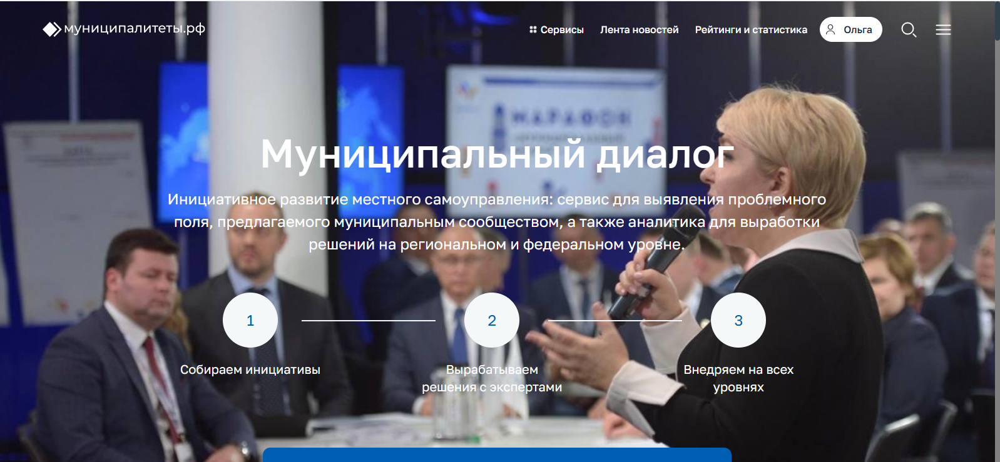 муниципалитеты.рф
Сервисы Лента новостей Рейтинги и статистика Ольга
МАРАФОН
Муниципальный диалог
Инициативное развитие местного самоуправления: сервис для выявления проблемного
поля, предлагаемого муниципальным сообществом, а также аналитика для выработки
решений на региональном и федеральном уровне.
1 2 3
Собираем инициативы
Вырабатываем
решения с экспертами
Внедряем на всех
уровнях